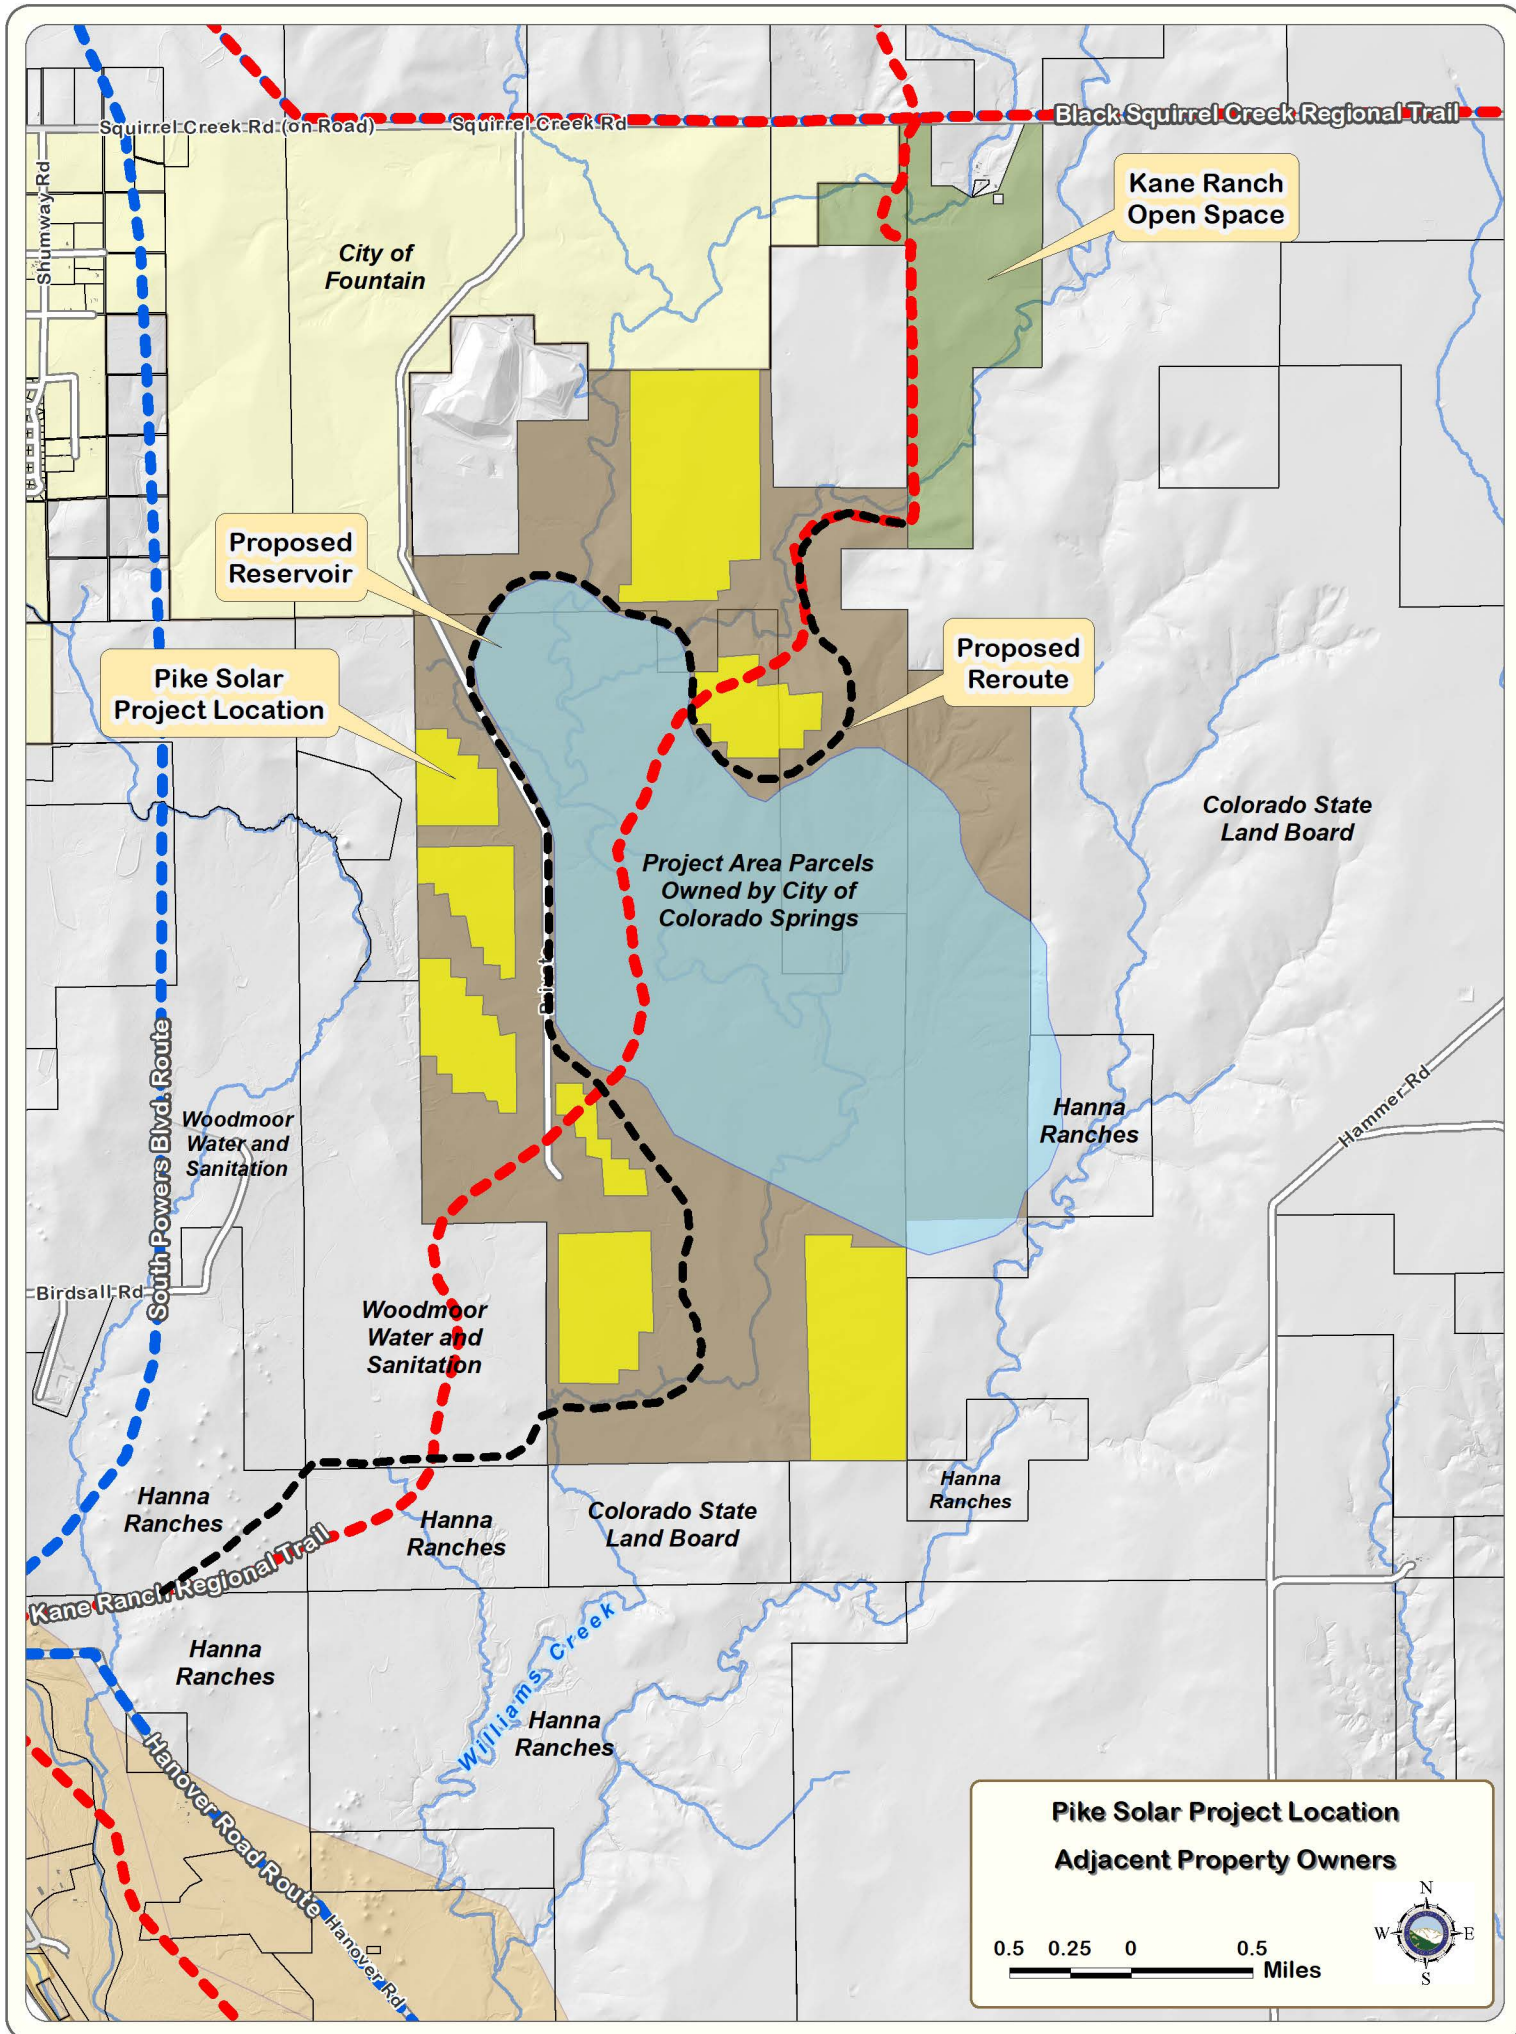 Squirrel Creek Rd (on Road)
Squirrel Creek Rd
Black Squirrel Creek Regional Trail
Shumway Rd
Kane Ranch
Open Space
City of
Fountain
Proposed
Reservoir
Proposed
Reroute
Pike Solar
Project Location
Colorado State
Land Board
Project Area Parcels
Owned by City of
Colorado Springs
South Powers Blvd. Route
Woodmoor
Water and
Sanitation
Hanna
Ranches
Hammer Rd
Birdsall Rd
Woodmoor
Water and
Sanitation
Hanna
Ranches
Hanna
Ranches
Colorado State
Land Board
Hanna
Ranches
Kane Ranch Regional Trail
Hanna
Ranches
Williams Creek
Hanna
Ranches
Hanover Road Route
Hanover Rd
Pike Solar Project Location
Adjacent Property Owners
N
W
E
S
0.5 0.25 0 0.5
Miles